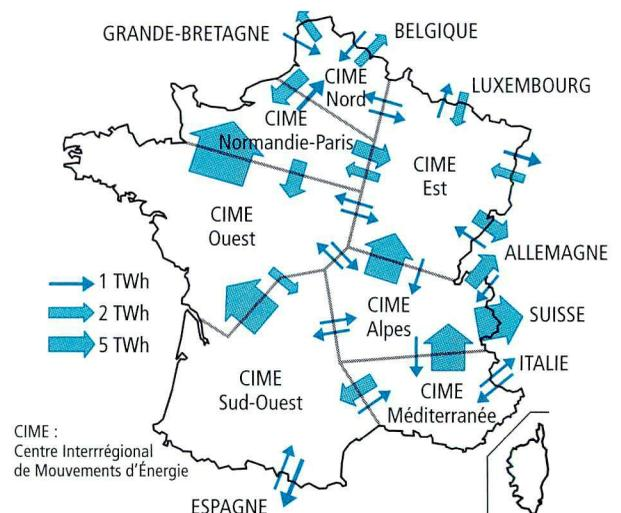 GRANDE-BRETAGNE
BELGIQUE
CIME
Nord
LUXEMBOURG
CIME
Normandie-Paris
CIME
Est
CIME
Ouest
ALLEMAGNE
1 TWh
2 TWh
5 TWh
CIME
Alpes
SUISSE
ITALIE
CIME
Sud-Ouest
CIME
Méditerranée
CIME :
Centre Interrrégional
de Mouvements d'Énergie
ESPAGNE